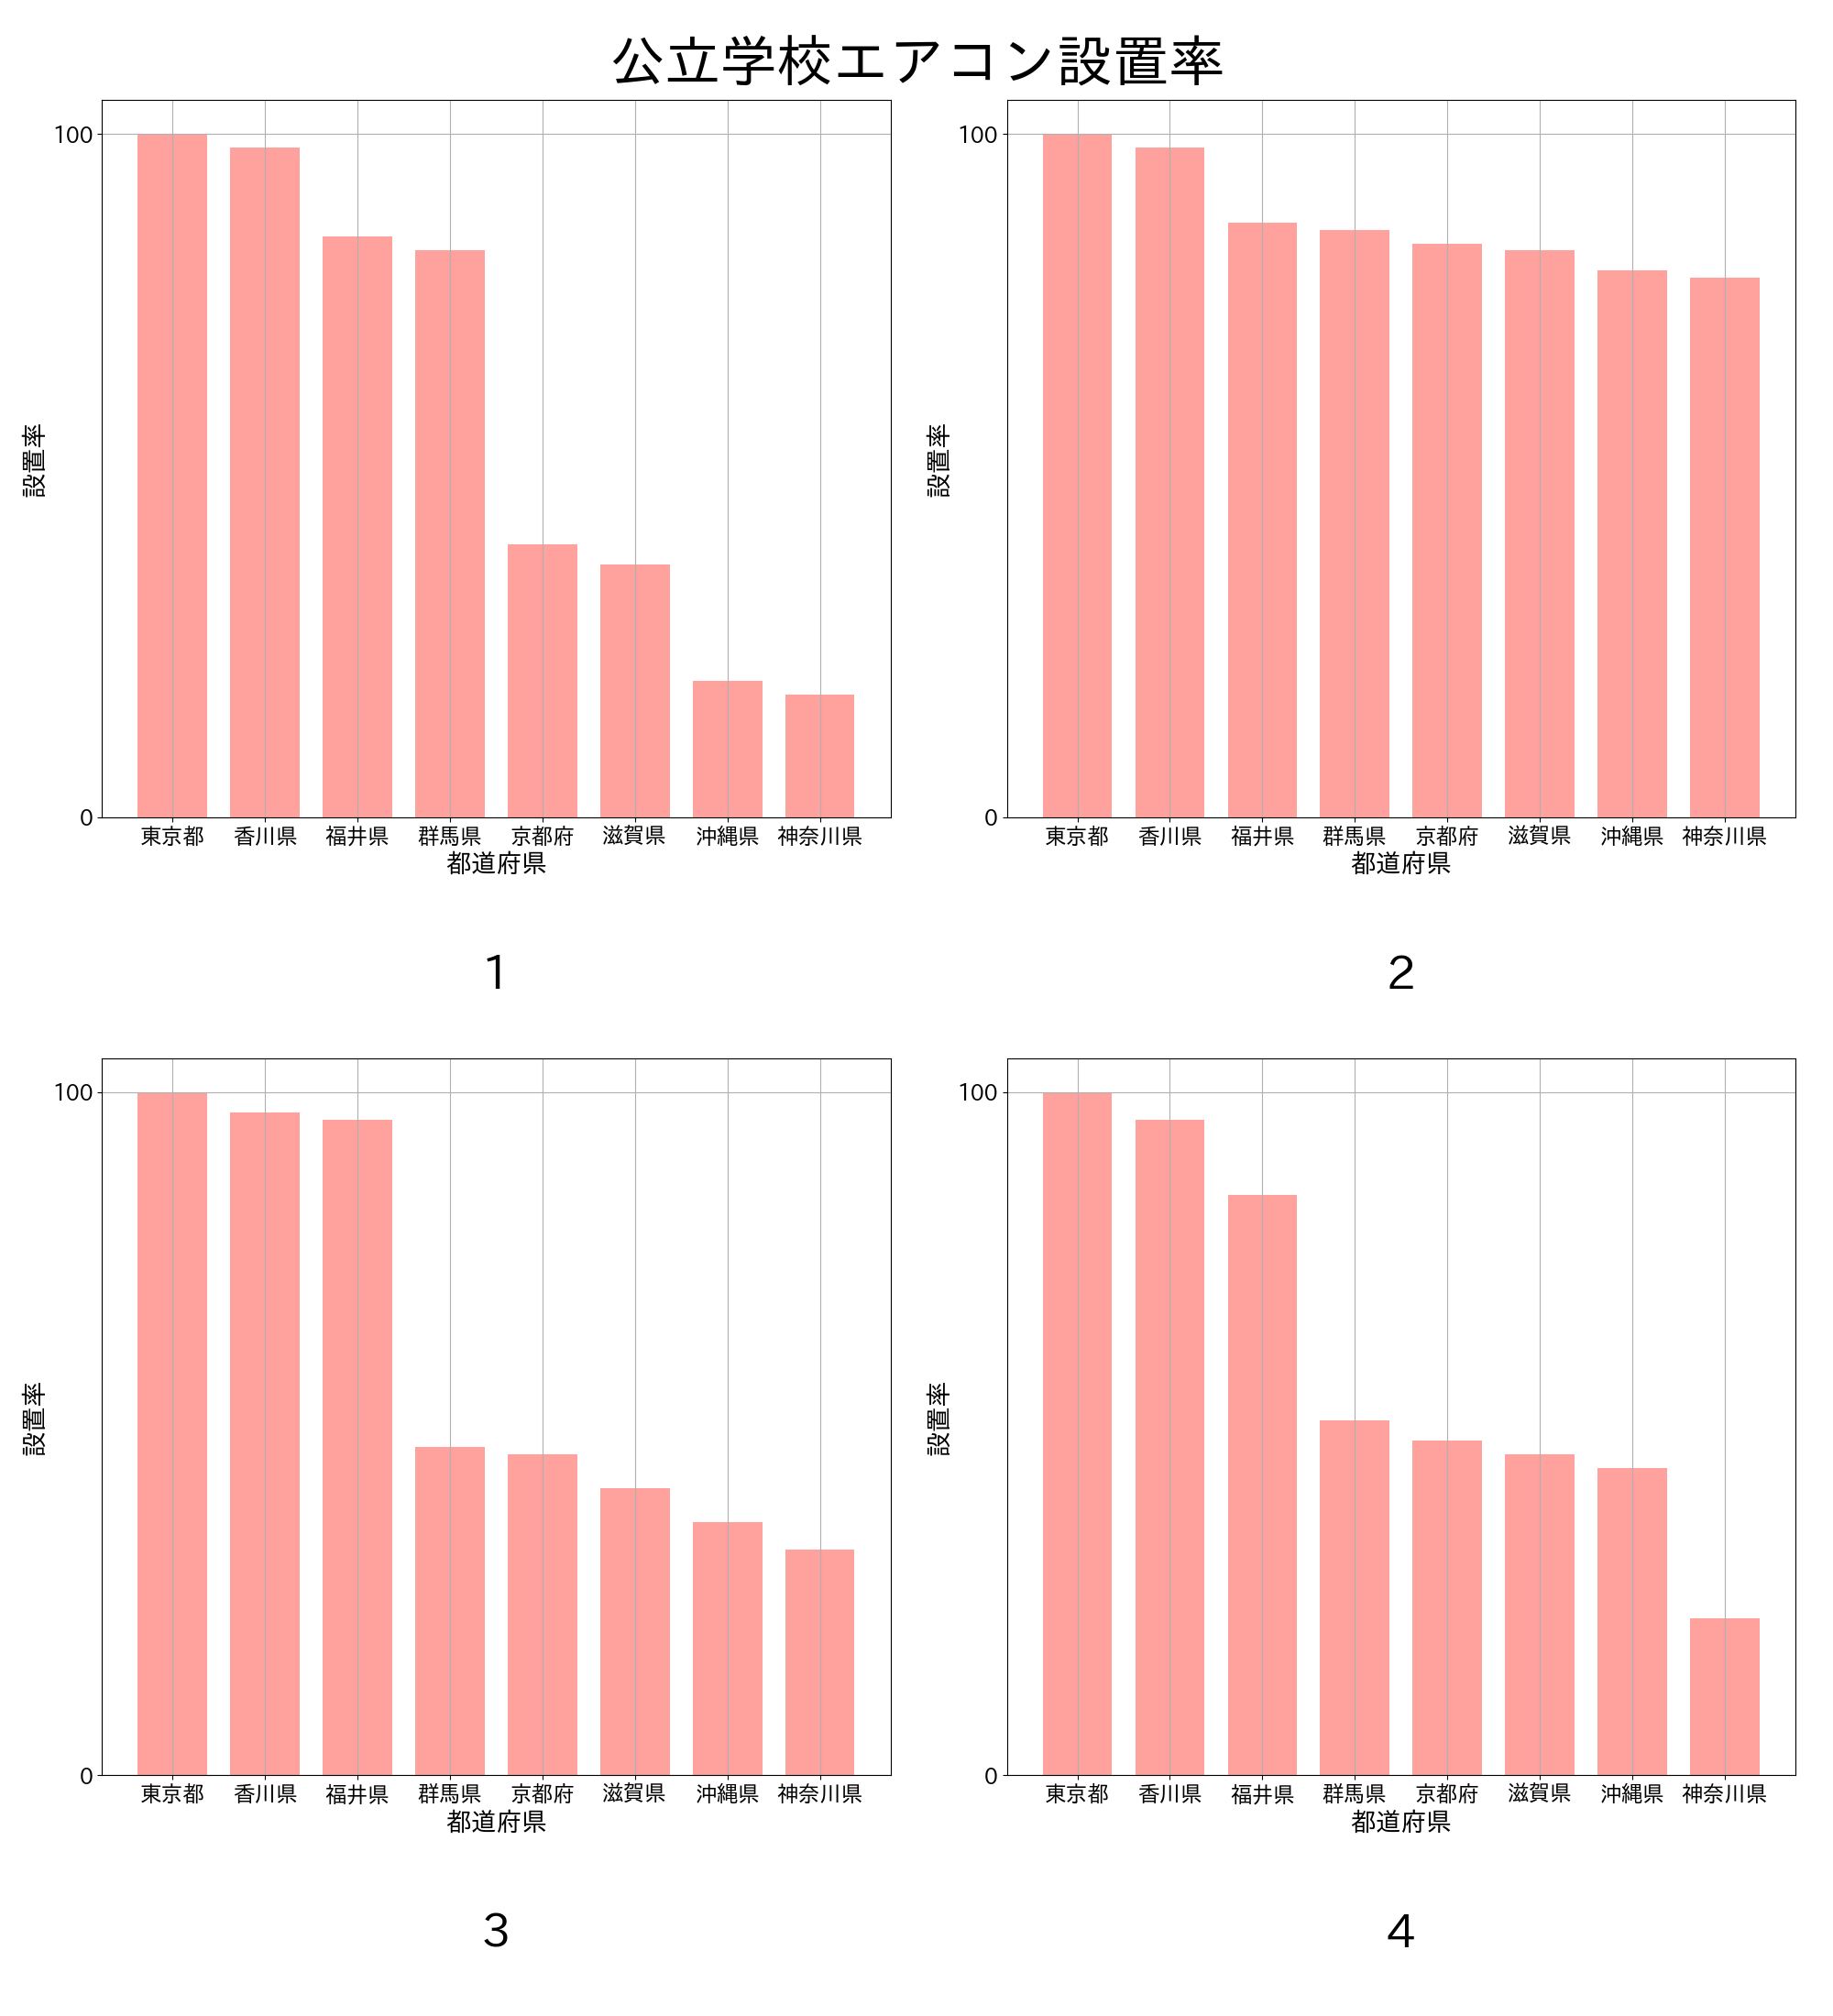 公立学校エアコン設置率
100
設置率
0
東京都 香川県 福井県 群馬県 京都府 滋賀県 沖縄県 神奈川県
都道府県
1
100
設置率
0
東京都 香川県 福井県 群馬県 京都府 滋賀県 沖縄県 神奈川県
都道府県
2
100
設置率
0
東京都 香川県 福井県 群馬県 京都府 滋賀県 沖縄県 神奈川県
都道府県
3
100
設置率
0
東京都 香川県 福井県 群馬県 京都府 滋賀県 沖縄県 神奈川県
都道府県
4